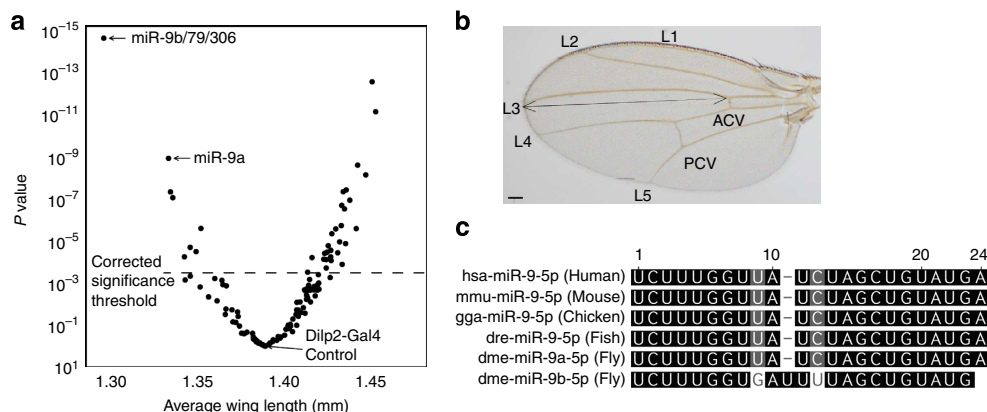 a
10⁻¹⁵
10⁻¹³
10⁻¹¹
10⁻⁹
10⁻⁷
10⁻⁵
10⁻³
10⁻¹
10¹
P value
miR-9b/79/306
miR-9a
Corrected
significance
threshold
Dilp2-Gal4
Control
1.30 1.35 1.40 1.45
Average wing length (mm)
b
L1
L2
L3
L4
L5
ACV
PCV
c
1 10 20 24
hsa-miR-9-5p (Human) UCUUUGGUUA–UCUAGCUGUAUGA
mmu-miR-9-5p (Mouse) UCUUUGGUUA–UCUAGCUGUAUGA
gga-miR-9-5p (Chicken) UCUUUGGUUA–UCUAGCUGUAUGA
dre-miR-9-5p (Fish) UCUUUGGUUA–UCUAGCUGUAUGA
dme-miR-9a-5p (Fly) UCUUUGGUUA–UCUAGCUGUAUGA
dme-miR-9b-5p (Fly) UCUUUGGUGAUUUUAGCUGUAUG